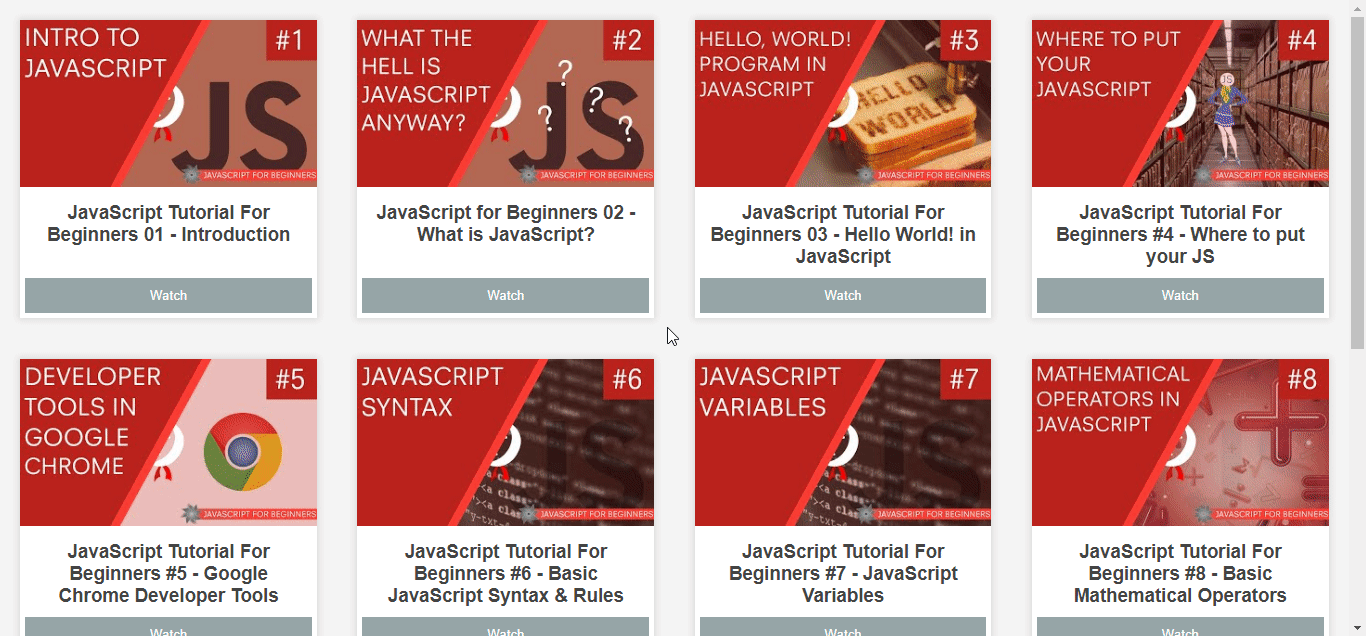 INTRO TO
JAVASCRIPT
#1
JS
JAVASCRIPT FOR BEGINNERS
JavaScript Tutorial For
Beginners 01 - Introduction
Watch
WHAT THE
HELL IS
JAVASCRIPT
ANYWAY?
#2
? ? ? ?
JS
JAVASCRIPT FOR BEGINNERS
JavaScript for Beginners 02 -
What is JavaScript?
Watch
HELLO, WORLD!
PROGRAM IN
JAVASCRIPT
#3
HELLO
WORLD
JAVASCRIPT FOR BEGINNERS
JavaScript Tutorial For
Beginners 03 - Hello World! in
JavaScript
Watch
WHERE TO PUT
YOUR
JAVASCRIPT
#4
JS
JAVASCRIPT FOR BEGINNERS
JavaScript Tutorial For
Beginners #4 - Where to put
your JS
Watch
DEVELOPER
TOOLS IN
GOOGLE
CHROME
#5
JAVASCRIPT FOR BEGINNERS
JavaScript Tutorial For
Beginners #5 - Google
Chrome Developer Tools
Watch
JAVASCRIPT
SYNTAX
#6
JS
JAVASCRIPT FOR BEGINNERS
JavaScript Tutorial For
Beginners #6 - Basic
JavaScript Syntax & Rules
Watch
JAVASCRIPT
VARIABLES
#7
JS
JAVASCRIPT FOR BEGINNERS
JavaScript Tutorial For
Beginners #7 - JavaScript
Variables
Watch
MATHEMATICAL
OPERATORS IN
JAVASCRIPT
#8
JAVASCRIPT FOR BEGINNERS
JavaScript Tutorial For
Beginners #8 - Basic
Mathematical Operators
Watch